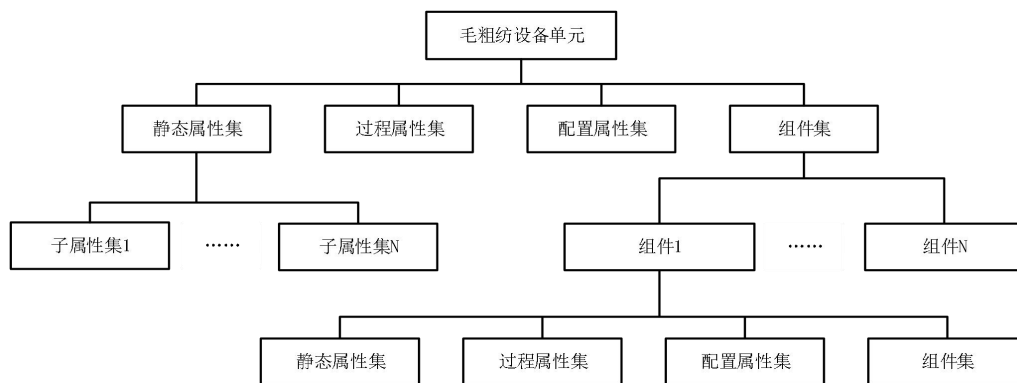 毛粗纺设备单元
静态属性集 过程属性集 配置属性集 组件集
子属性集1 …… 子属性集N 组件1 …… 组件N
静态属性集 过程属性集 配置属性集 组件集